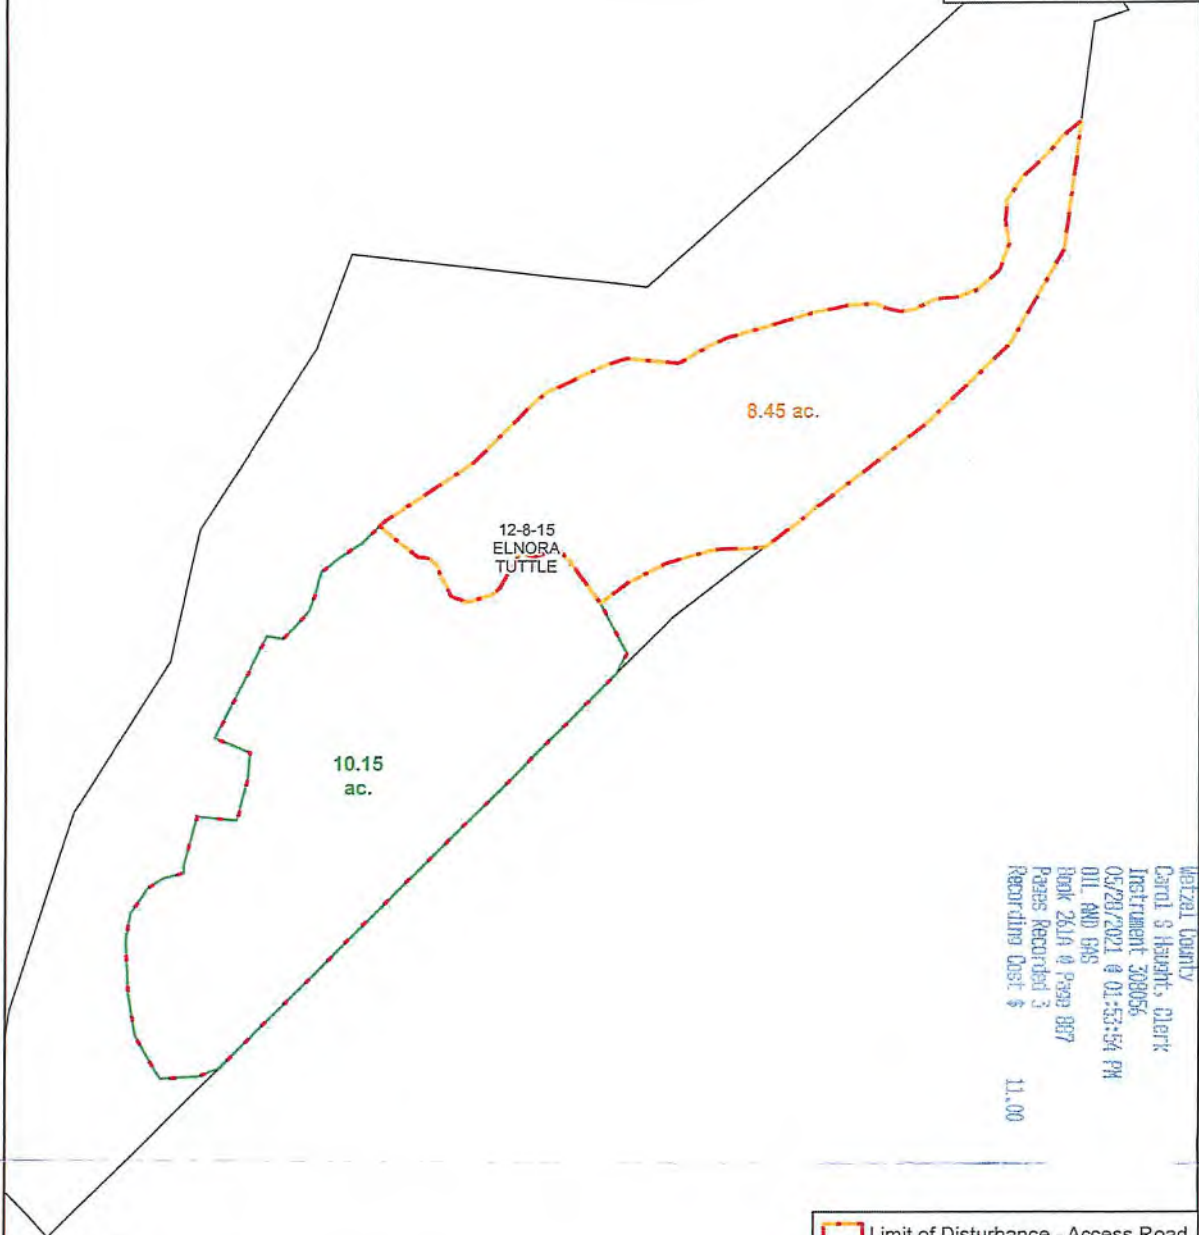 8.45 ac.
12-8-15
ELNORA
TUTTLE
10.15
ac.
Wetzel County
Carol S Haught, Clerk
Instrument 308056
05/28/2021 @ 01:53:54 PM
OIL AND GAS
Book 261A @ Page 887
Pages Recorded 3
Recording Cost $ 11.00
Limit of Disturbance - Access Road